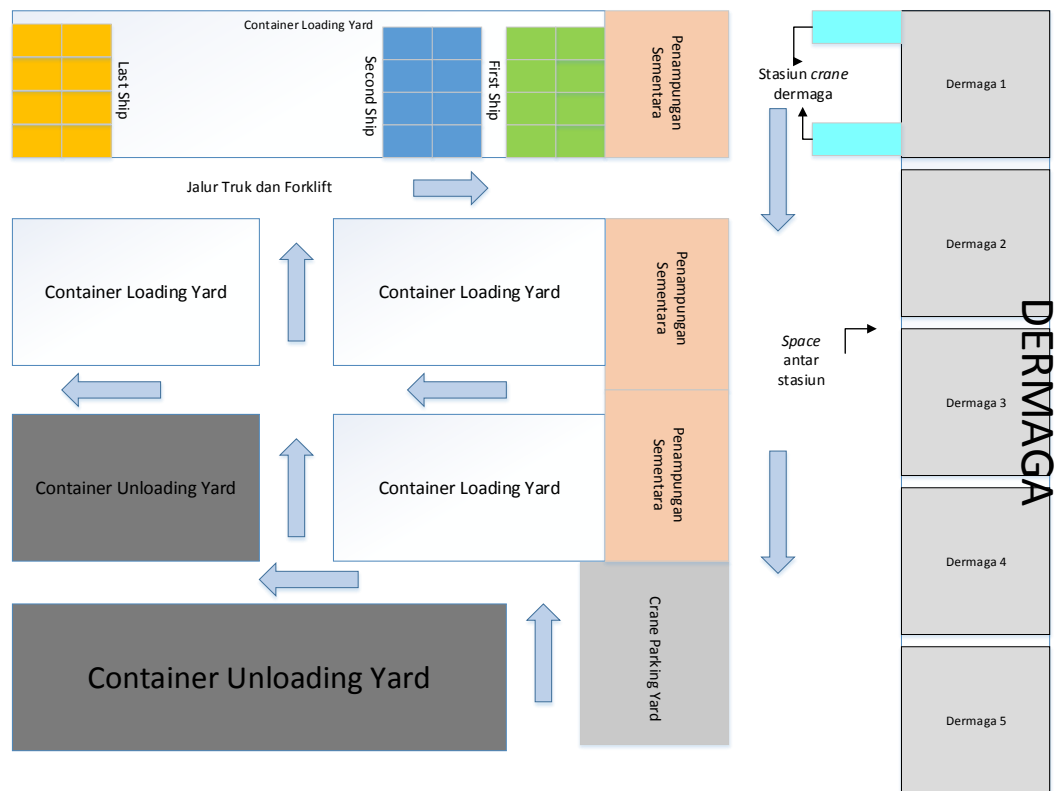 Container Loading Yard
Last Ship
Second Ship
First Ship
Penampungan
Sementara
Stasiun crane
dermaga
Dermaga 1
Jalur Truk dan Forklift
Container Loading Yard
Container Loading Yard
Penampungan
Sementara
Dermaga 2
Space
antar
stasiun
DERMAGA
Dermaga 3
Container Unloading Yard
Container Loading Yard
Penampungan
Sementara
Dermaga 4
Container Unloading Yard
Crane Parking Yard
Dermaga 5